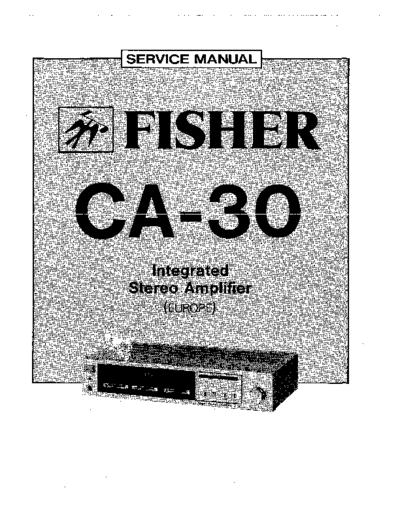 SERVICE MANUAL
FISHER
CA-30
Integrated
Stereo Amplifier
(EUROPE)